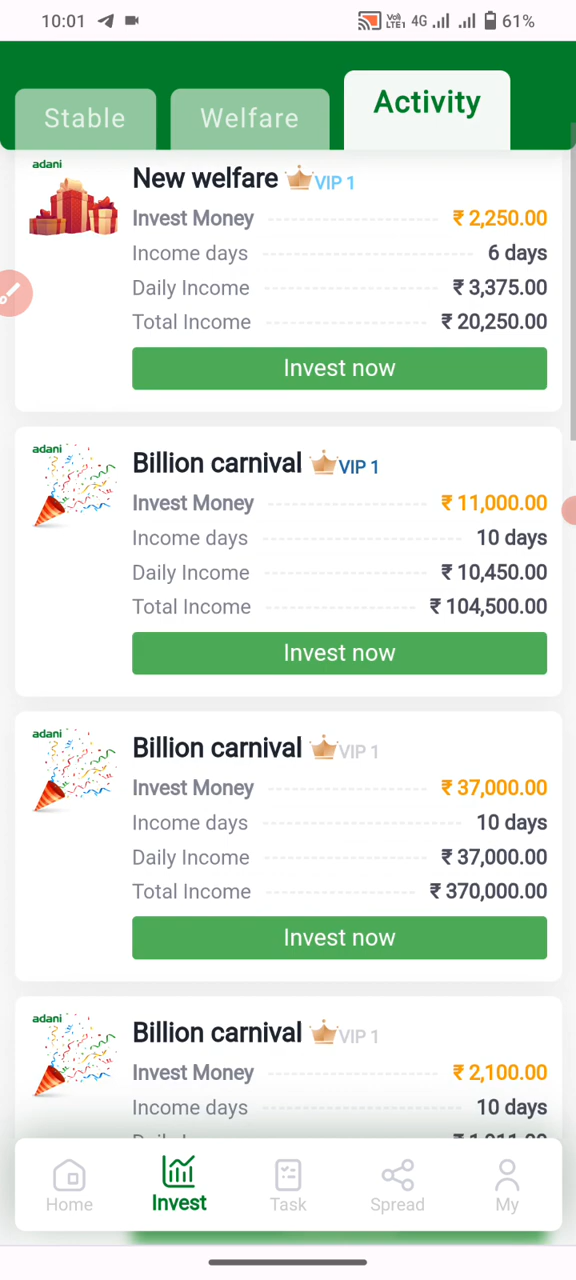 10:01
Vo) LTE1 4G 61%
Stable Welfare Activity
adani
New welfare VIP 1
Invest Money ₹ 2,250.00
Income days 6 days
Daily Income ₹ 3,375.00
Total Income ₹ 20,250.00
Invest now
adani
Billion carnival VIP 1
Invest Money ₹ 11,000.00
Income days 10 days
Daily Income ₹ 10,450.00
Total Income ₹ 104,500.00
Invest now
adani
Billion carnival VIP 1
Invest Money ₹ 37,000.00
Income days 10 days
Daily Income ₹ 37,000.00
Total Income ₹ 370,000.00
Invest now
adani
Billion carnival VIP 1
Invest Money ₹ 2,100.00
Income days 10 days
Home Invest Task Spread My